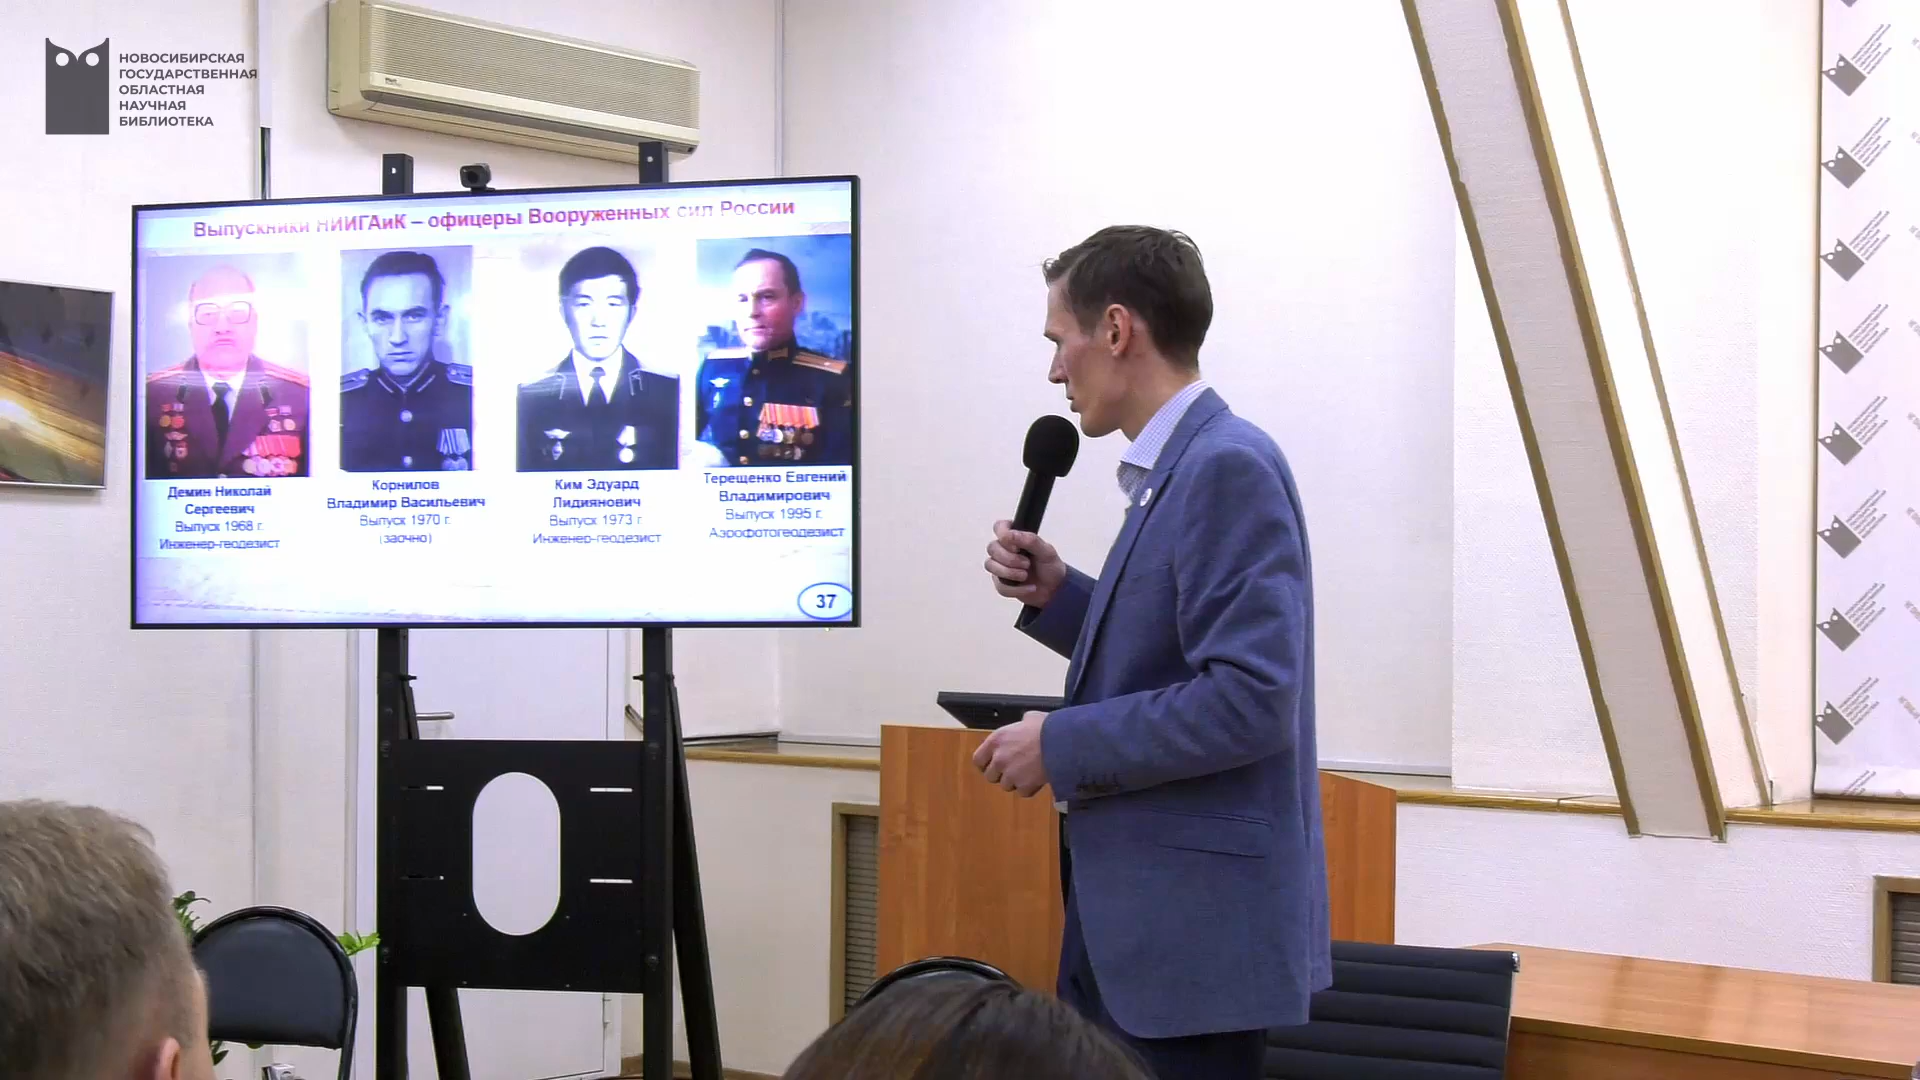 НОВОСИБИРСКАЯ
ГОСУДАРСТВЕННАЯ
ОБЛАСТНАЯ
НАУЧНАЯ
БИБЛИОТЕКА
Выпускники НИИГАиК – офицеры Вооруженных сил России
Демин Николай
Сергеевич
Выпуск 1968 г.
Инженер-геодезист
Корнилов
Владимир Васильевич
Выпуск 1970 г.
(заочно)
Ким Эдуард
Лидиянович
Выпуск 1973 г.
Инженер-геодезист
Терещенко Евгений
Владимирович
Выпуск 1995 г.
Аэрофотогеодезист
37